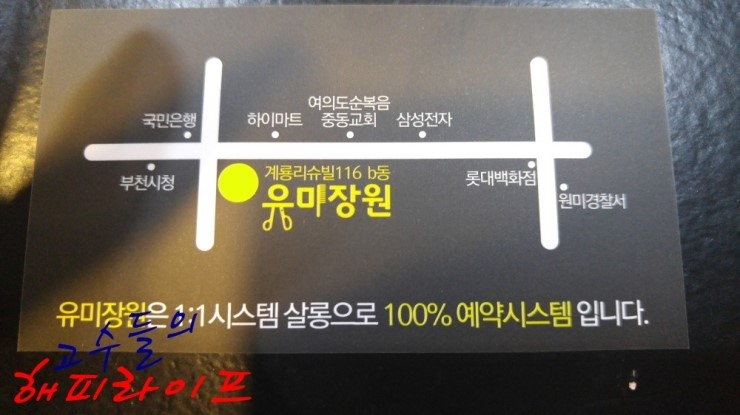 여의도순복음
국민은행 하이마트 중동교회 삼성전자
부천시청 계룡리슈빌116 b동 롯대백화점
유미장원 원미경찰서
유미장원은 1:1시스템 살롱으로 100% 예약시스템 입니다.
고수들의
해피라이프